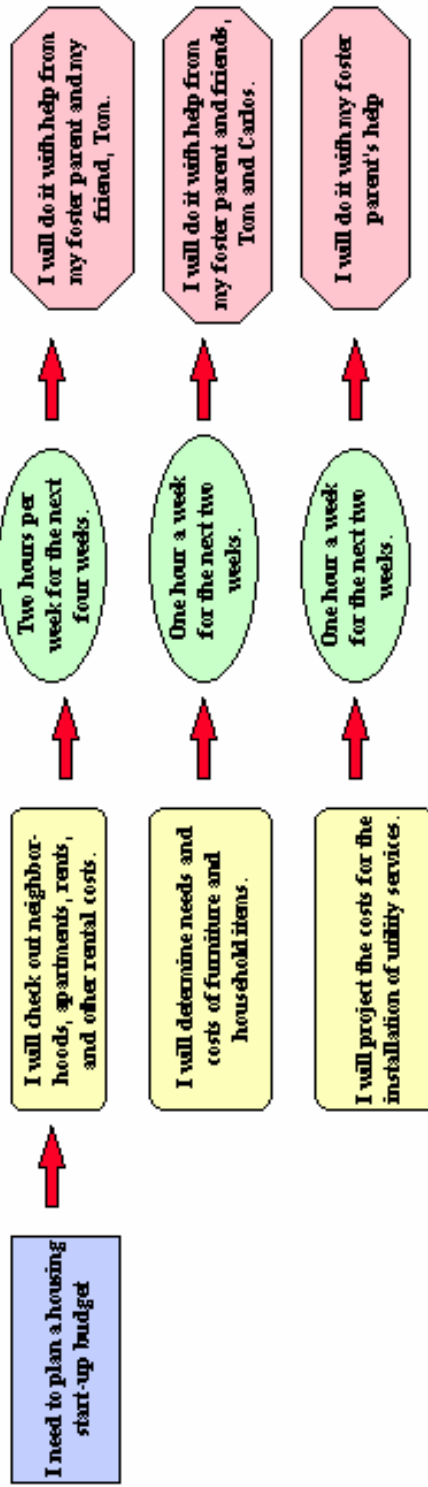 I need to plan a housing
start-up budget
I will check out neighbor-
hoods, apartments, rents,
and other rental costs.
Two hours per
week for the next
four weeks.
I will do it with help from
my foster parent and my
friend, Tom.
I will determine needs and
costs of furniture and
household items.
One hour a week
for the next two
weeks.
I will do it with help from
my foster parent and friends,
Tom and Carlos.
I will project the costs for the
installation of utility services.
One hour a week
for the next two
weeks.
I will do it with my foster
parent's help